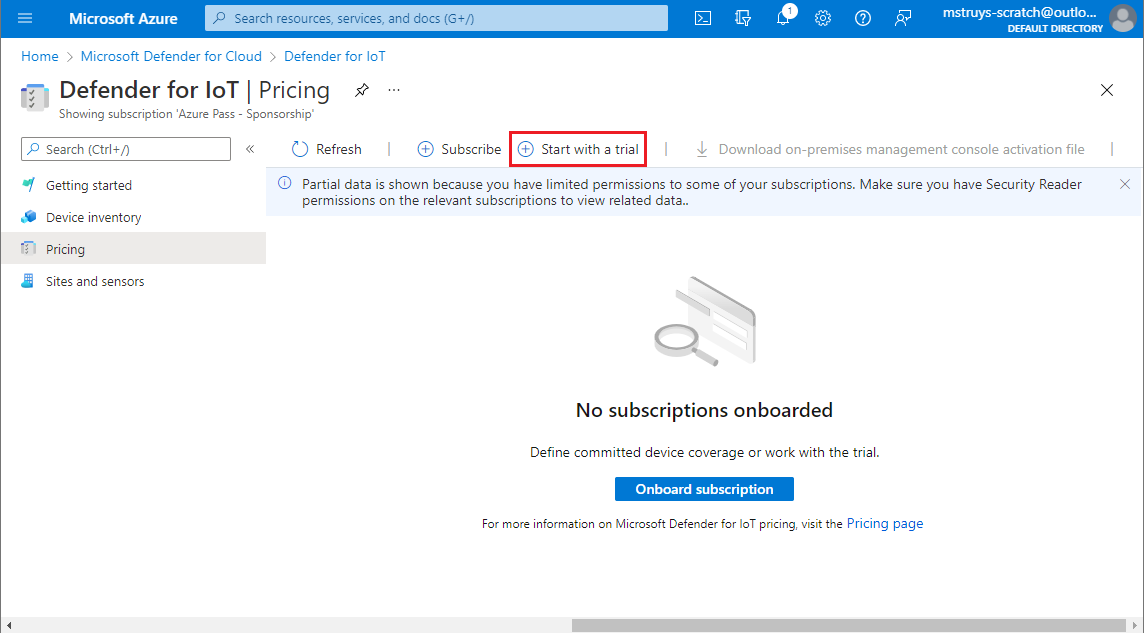 Microsoft Azure
Search resources, services, and docs (G+/)
1
mstruys-scratch@outlo...
DEFAULT DIRECTORY
Home > Microsoft Defender for Cloud > Defender for IoT
Defender for IoT | Pricing
...
Showing subscription 'Azure Pass - Sponsorship'
Search (Ctrl+/)
«
Refresh
Subscribe
Start with a trial
Download on-premises management console activation file
Getting started
Device inventory
Pricing
Sites and sensors
Partial data is shown because you have limited permissions to some of your subscriptions. Make sure you have Security Reader
permissions on the relevant subscriptions to view related data..
No subscriptions onboarded
Define committed device coverage or work with the trial.
Onboard subscription
For more information on Microsoft Defender for IoT pricing, visit the Pricing page